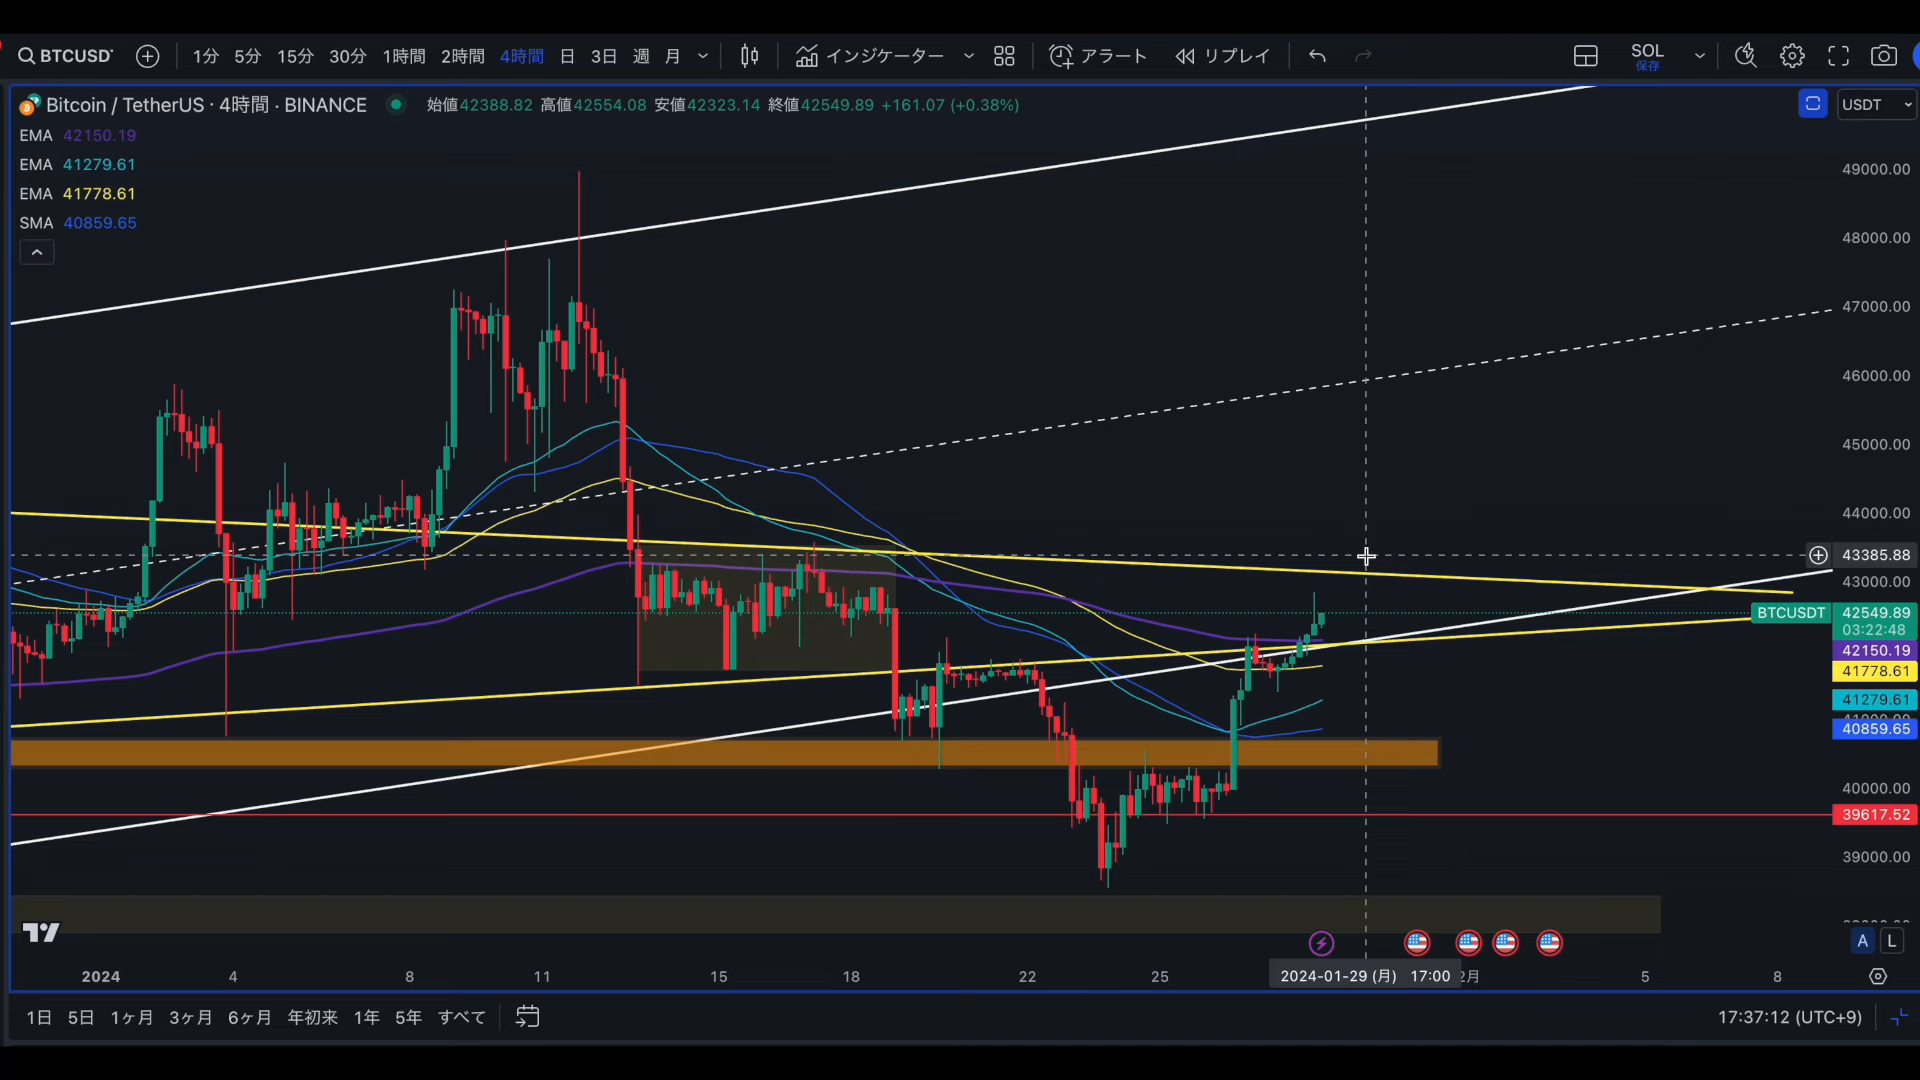 BTCUSDT 1分 5分 15分 30分 1時間 2時間 4時間 日 3日 週 月 インジケーター アラート リプレイ SOL
保存
Bitcoin / TetherUS · 4時間 · BINANCE 始値42388.82 高値42554.08 安値42323.14 終値42549.89 +161.07 (+0.38%) USDT
EMA 42150.19
EMA 41279.61
EMA 41778.61
SMA 40859.65
49000.00
48000.00
47000.00
46000.00
45000.00
44000.00
43385.88
43000.00
BTCUSDT 42549.89
03:22:48
42150.19
41778.61
41279.61
40859.65
40000.00
39617.52
39000.00
A L
2024 4 8 11 15 18 22 25 2024-01-29 (月) 17:00 2月 5 8
1日 5日 1ヶ月 3ヶ月 6ヶ月 年初来 1年 5年 すべて 17:37:12 (UTC+9)